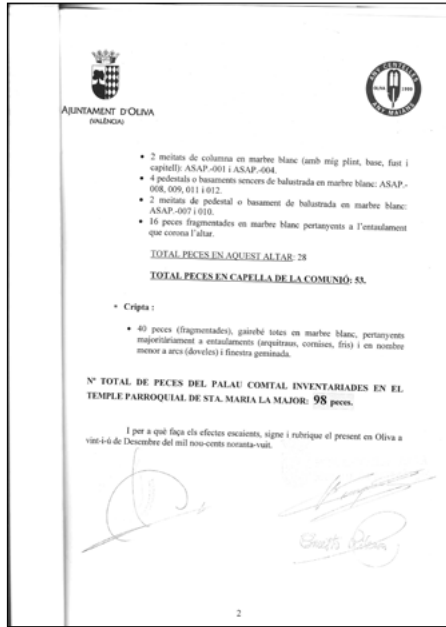 AJUNTAMENT D'OLIVA
(VALÈNCIA)
ANY CENTELLES
ANY MAIANS
• 2 meitats de columna en marbre blanc (amb mig plint, base, fust i
capitell): ASAP.-001 i ASAP.-004.
• 4 pedestals o basaments sencers de balustrada en marbre blanc: ASAP.-
008, 009, 011 i 012.
• 2 meitats de pedestal o basament de balustrada en marbre blanc:
ASAP.-007 i 010.
• 16 peces fragmentades en marbre blanc pertanyents a l'entaulament
que corona l'altar.
TOTAL PECES EN AQUEST ALTAR: 28
TOTAL PECES EN CAPELLA DE LA COMUNIÓ: 53.
• Cripta :
• 40 peces (fragmentades), gairebé totes en marbre blanc, pertanyents
majoritàriament a entaulaments (arquitraus, cornises, fris) i en nombre
menor a arcs (doveles) i finestra geminada.
Nº TOTAL DE PECES DEL PALAU COMTAL INVENTARIADES EN EL
TEMPLE PARROQUIAL DE STA. MARIA LA MAJOR: 98 peces.
I per a què faça els efectes escaients, signe i rubrique el present en Oliva a
vint-i-ú de Desembre del mil nou-cents noranta-vuit.
2